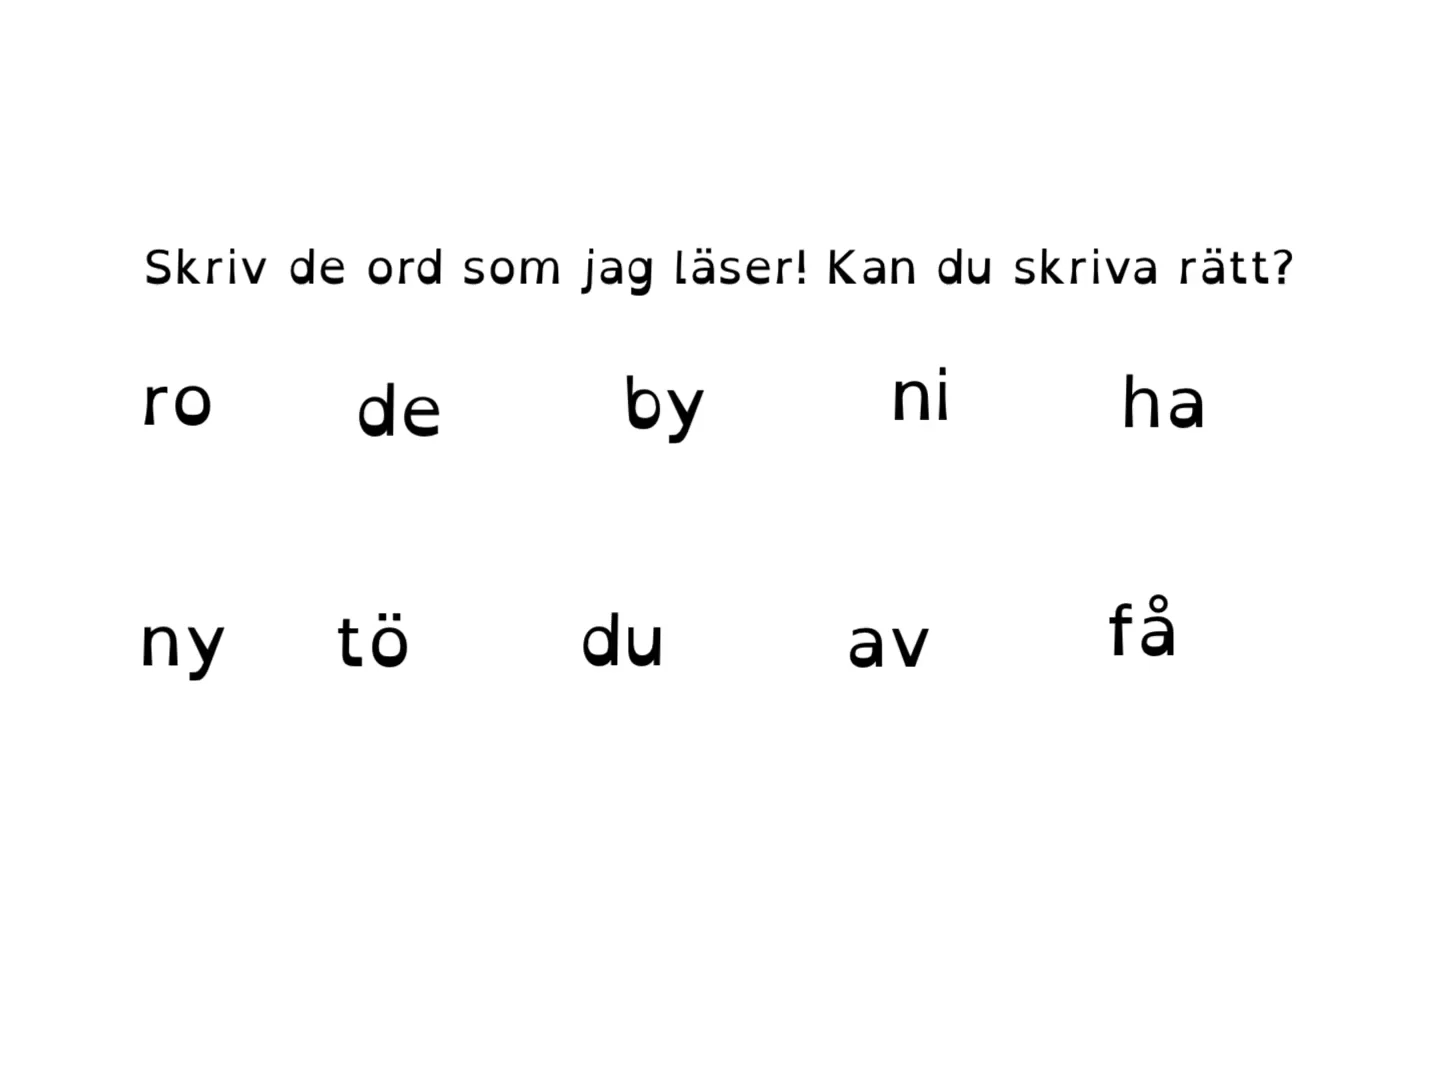 Skriv de ord som jag läser! Kan du skriva rätt?
ro de by ni ha
ny tö du av få